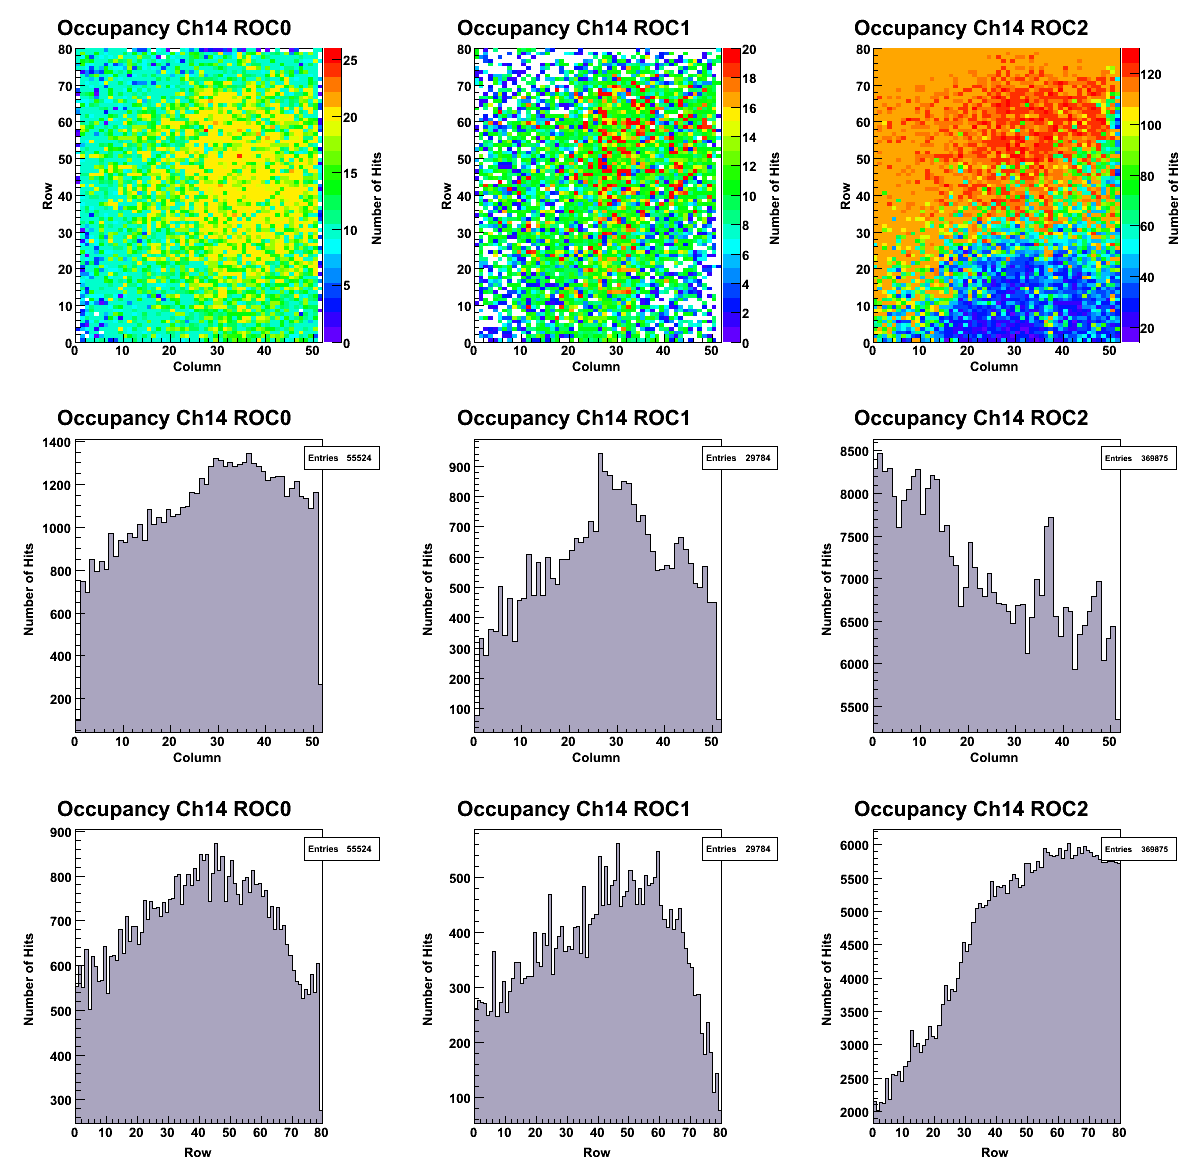 Occupancy Ch14 ROC0
Occupancy Ch14 ROC1
Occupancy Ch14 ROC2
80
70
60
50
40
30
20
10
0
Row
0 10 20 30 40 50
Column
25
20
15
10
5
0
Number of Hits
80
70
60
50
40
30
20
10
0
Row
0 10 20 30 40 50
Column
20
18
16
14
12
10
8
6
4
2
0
Number of Hits
80
70
60
50
40
30
20
10
0
Row
0 10 20 30 40 50
Column
120
100
80
60
40
20
Number of Hits
Occupancy Ch14 ROC0
Occupancy Ch14 ROC1
Occupancy Ch14 ROC2
Entries 55524
1400
1200
1000
800
600
400
200
Number of Hits
0 10 20 30 40 50
Column
Entries 29784
900
800
700
600
500
400
300
200
100
Number of Hits
0 10 20 30 40 50
Column
Entries 369875
8500
8000
7500
7000
6500
6000
5500
Number of Hits
0 10 20 30 40 50
Column
Occupancy Ch14 ROC0
Occupancy Ch14 ROC1
Occupancy Ch14 ROC2
Entries 55524
900
800
700
600
500
400
300
Number of Hits
0 10 20 30 40 50 60 70 80
Row
Entries 29784
500
400
300
200
100
Number of Hits
0 10 20 30 40 50 60 70 80
Row
Entries 369875
6000
5500
5000
4500
4000
3500
3000
2500
2000
Number of Hits
0 10 20 30 40 50 60 70 80
Row